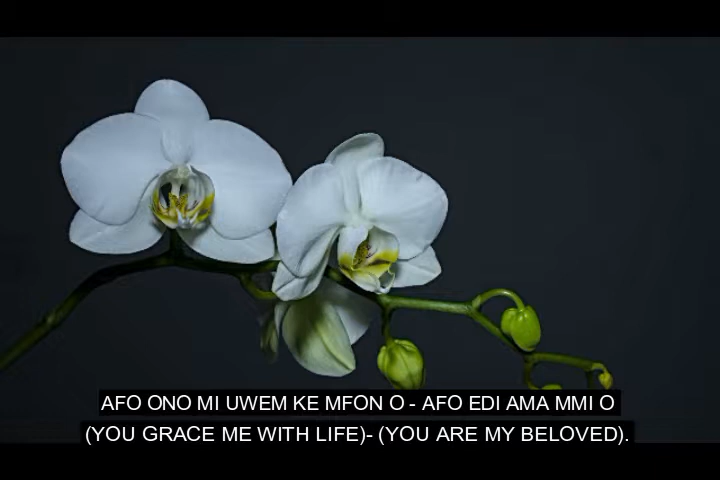 AFO ONO MI UWEM KE MFON O - AFO EDI AMA MMI O
(YOU GRACE ME WITH LIFE)- (YOU ARE MY BELOVED).